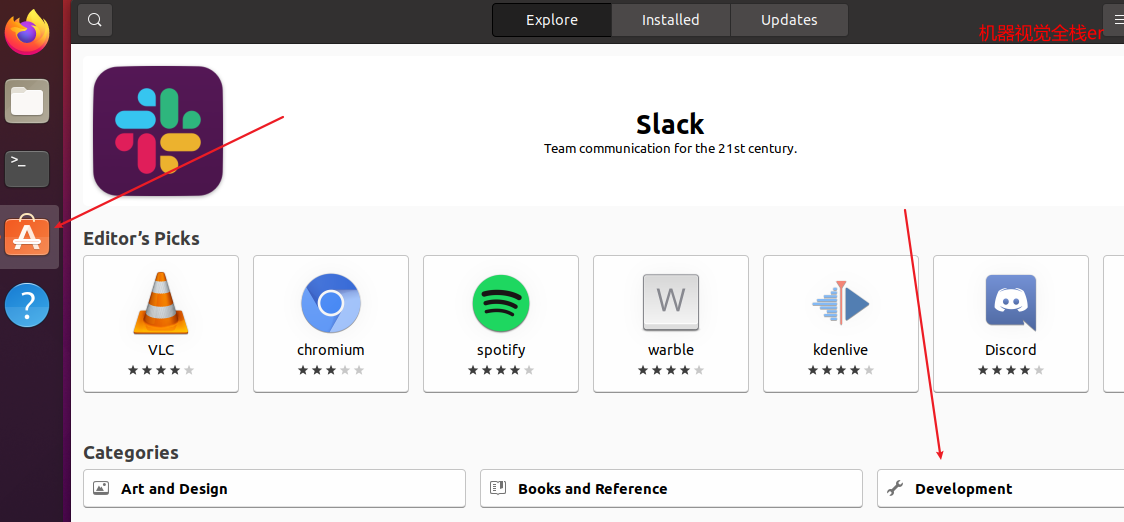 Explore Installed Updates
机器视觉全栈er
Slack
Team communication for the 21st century.
>_
?
Editor’s Picks
W
VLC chromium spotify warble kdenlive Discord
Categories
Art and Design Books and Reference Development